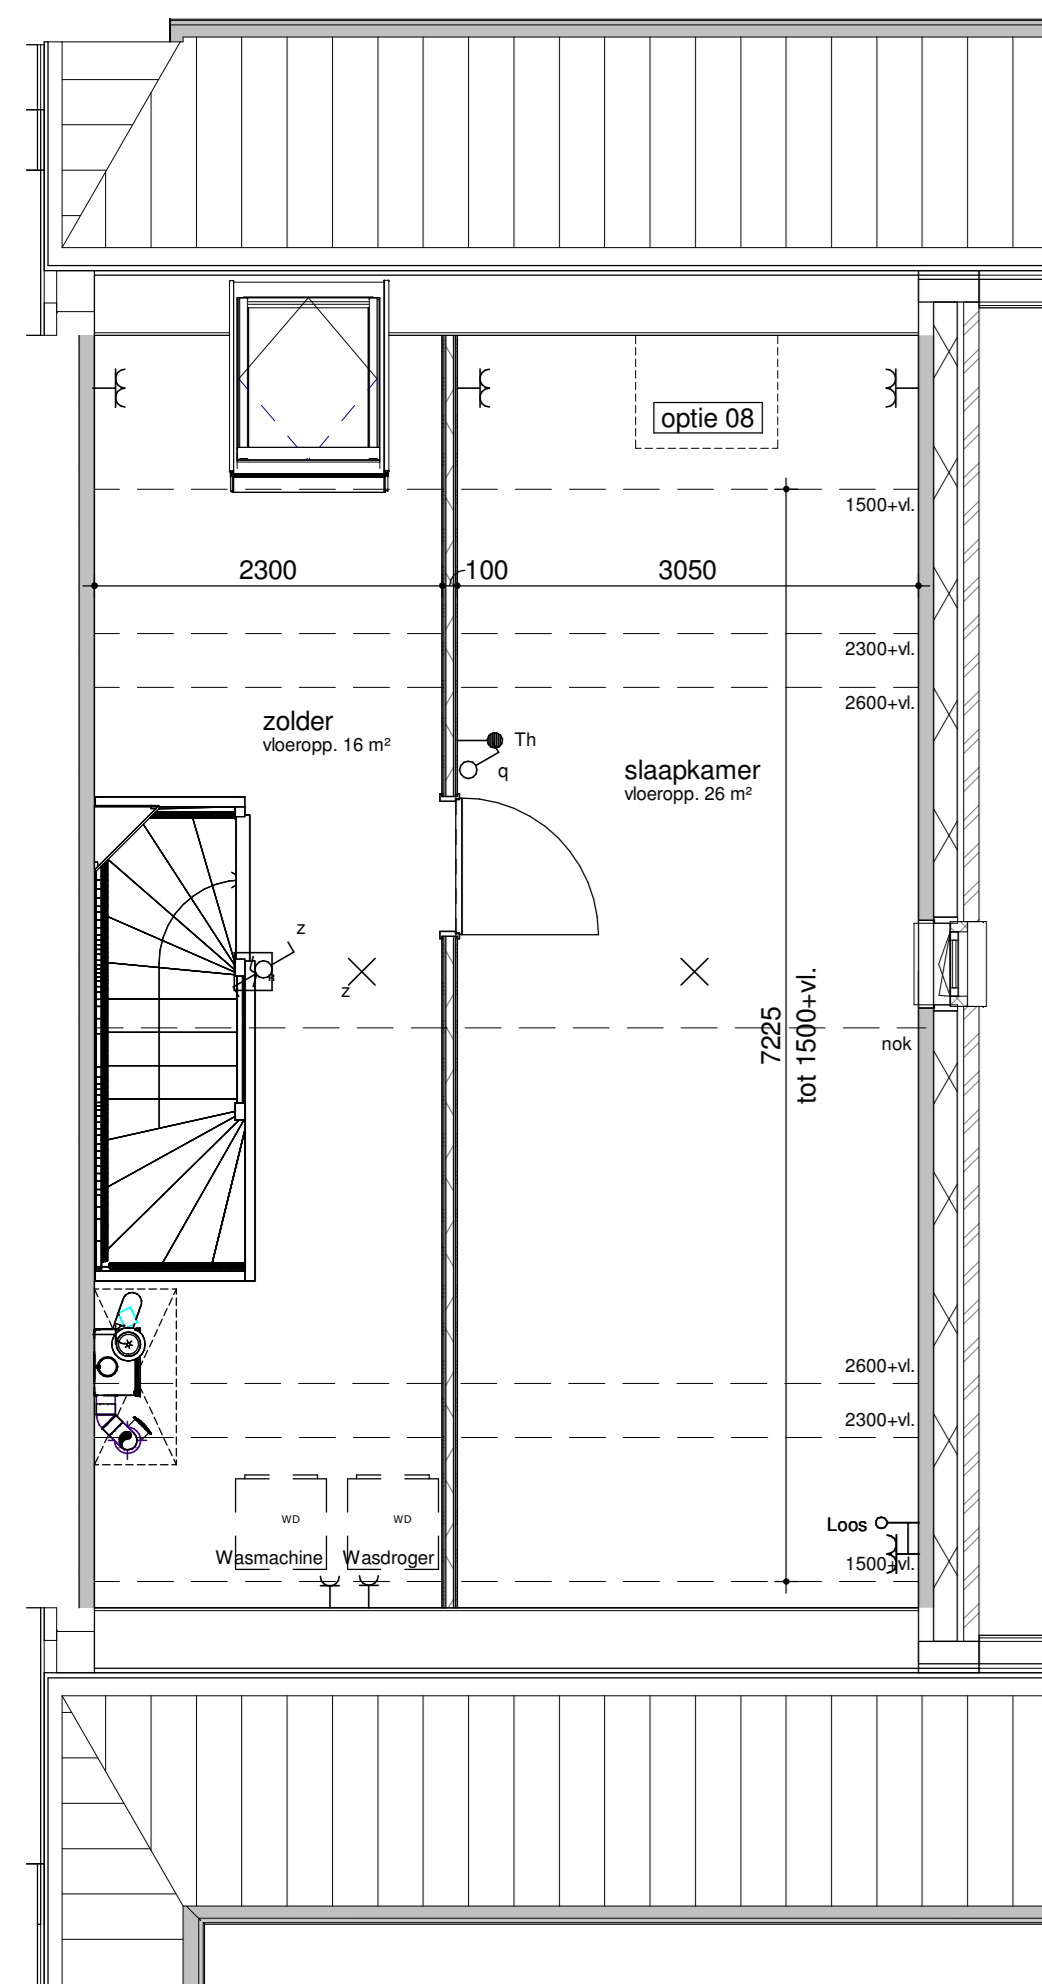 optie 08
1500+vl.
2300
100
3050
2300+vl.
2600+vl.
zolder
vloeropp. 16 m²
Th
q
slaapkamer
vloeropp. 26 m²
z
z
7225
tot 1500+vl.
nok
2600+vl.
2300+vl.
WD
WD
Wasmachine
Wasdroger
Loos
1500+vl.